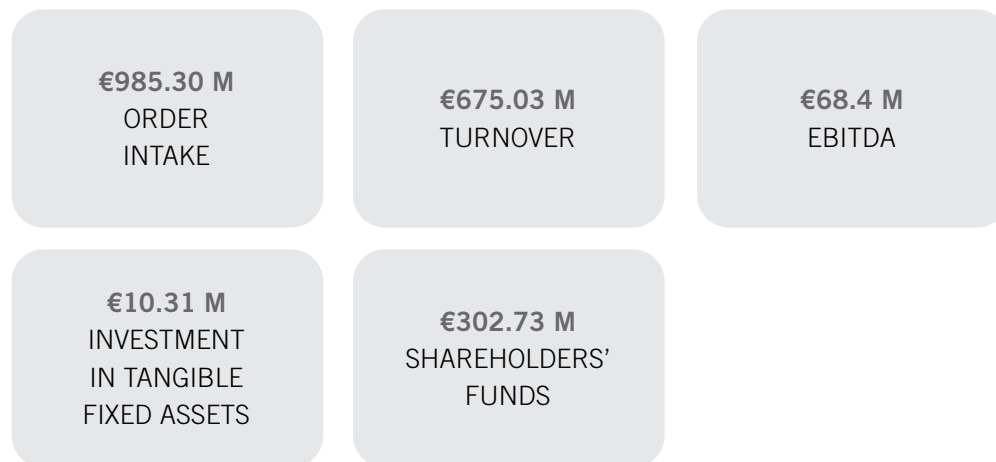 €985.30 M
ORDER
INTAKE
€675.03 M
TURNOVER
€68.4 M
EBITDA
€10.31 M
INVESTMENT
IN TANGIBLE
FIXED ASSETS
€302.73 M
SHAREHOLDERS’
FUNDS